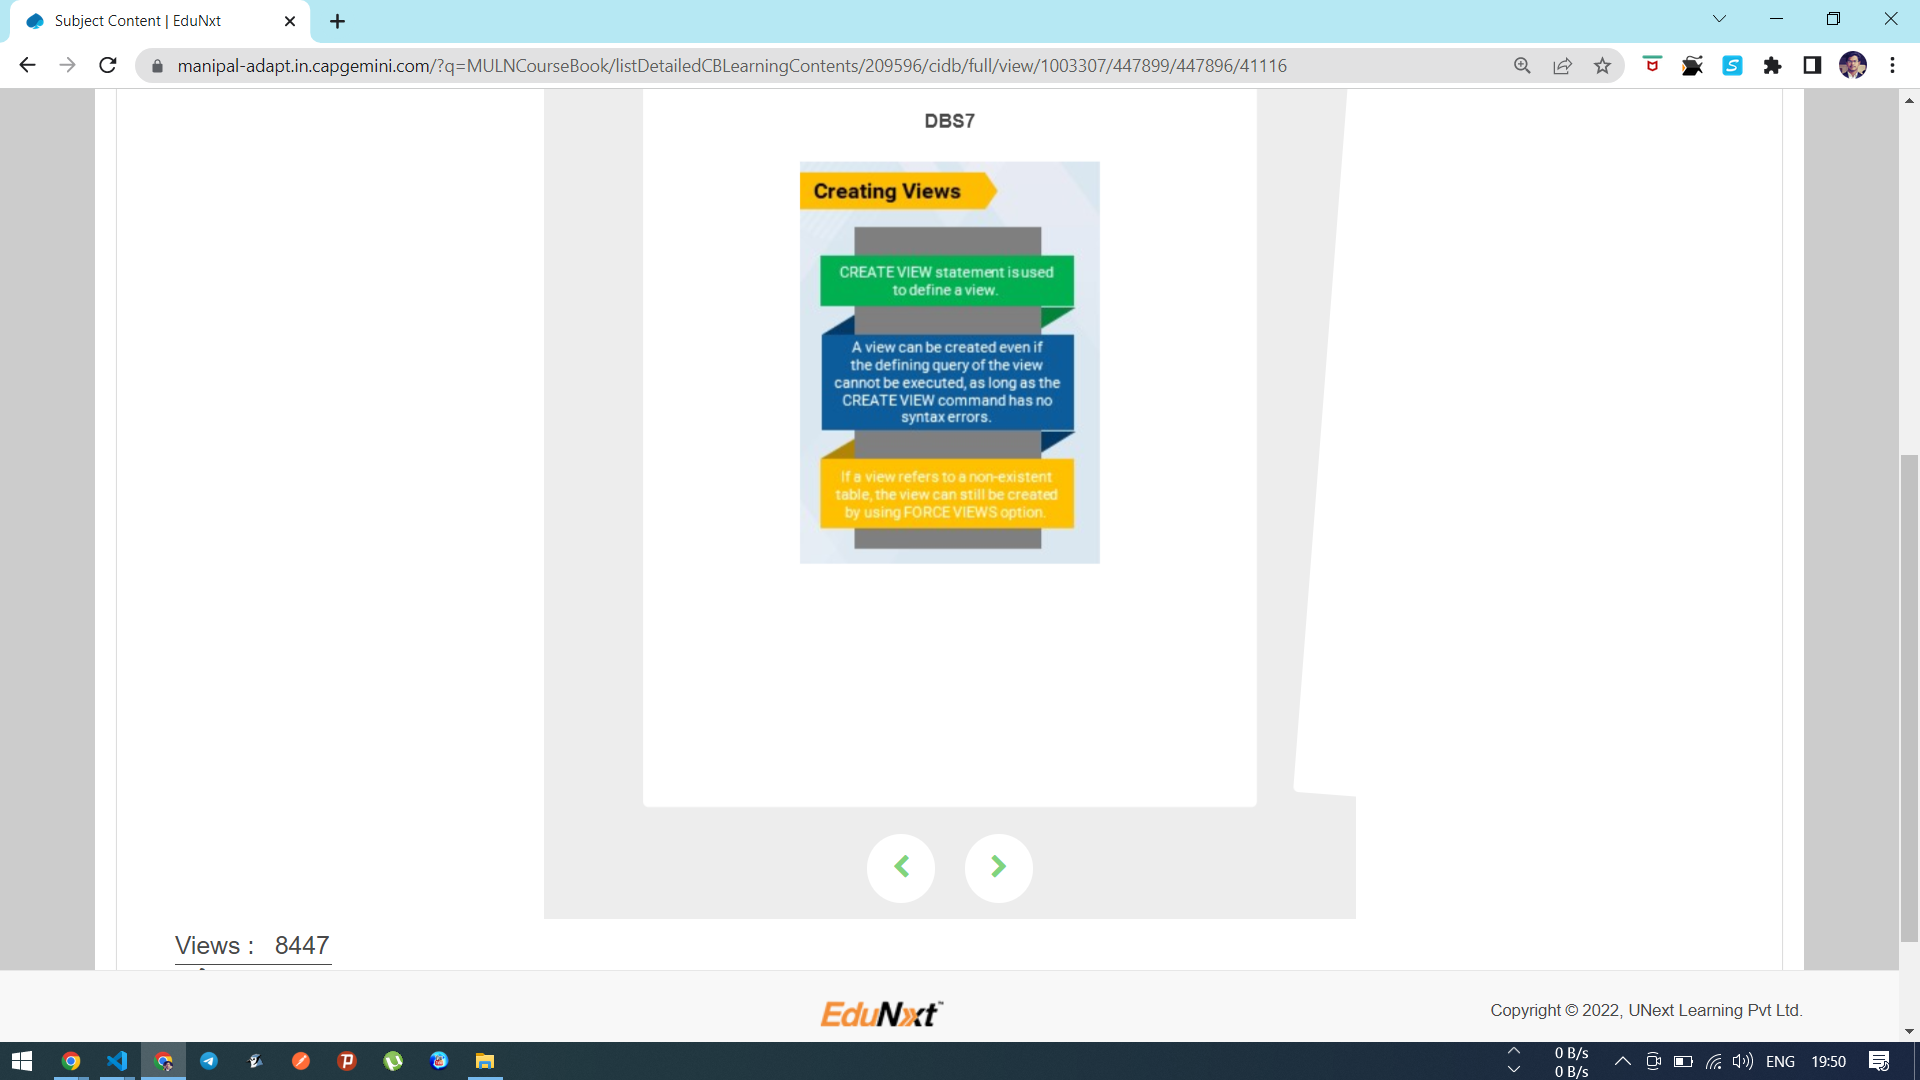 Subject Content | EduNxt
manipal-adapt.in.capgemini.com/?q=MULNCourseBook/listDetailedCBLearningContents/209596/cidb/full/view/1003307/447899/447896/41116
DBS7
Creating Views
CREATE VIEW statement is used
to define a view.
A view can be created even if
the defining query of the view
cannot be executed, as long as the
CREATE VIEW command has no
syntax errors.
If a view refers to a non-existent
table, the view can still be created
by using FORCE VIEWS option.
Views : 8447
EduNxt
Copyright © 2022, UNext Learning Pvt Ltd.
0 B/s
0 B/s
ENG
19:50